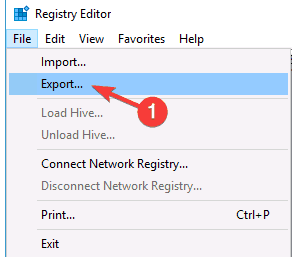 Registry Editor
File Edit View Favorites Help
Import...
Export...
1
Load Hive...
Unload Hive...
Connect Network Registry...
Disconnect Network Registry...
Print... Ctrl+P
Exit